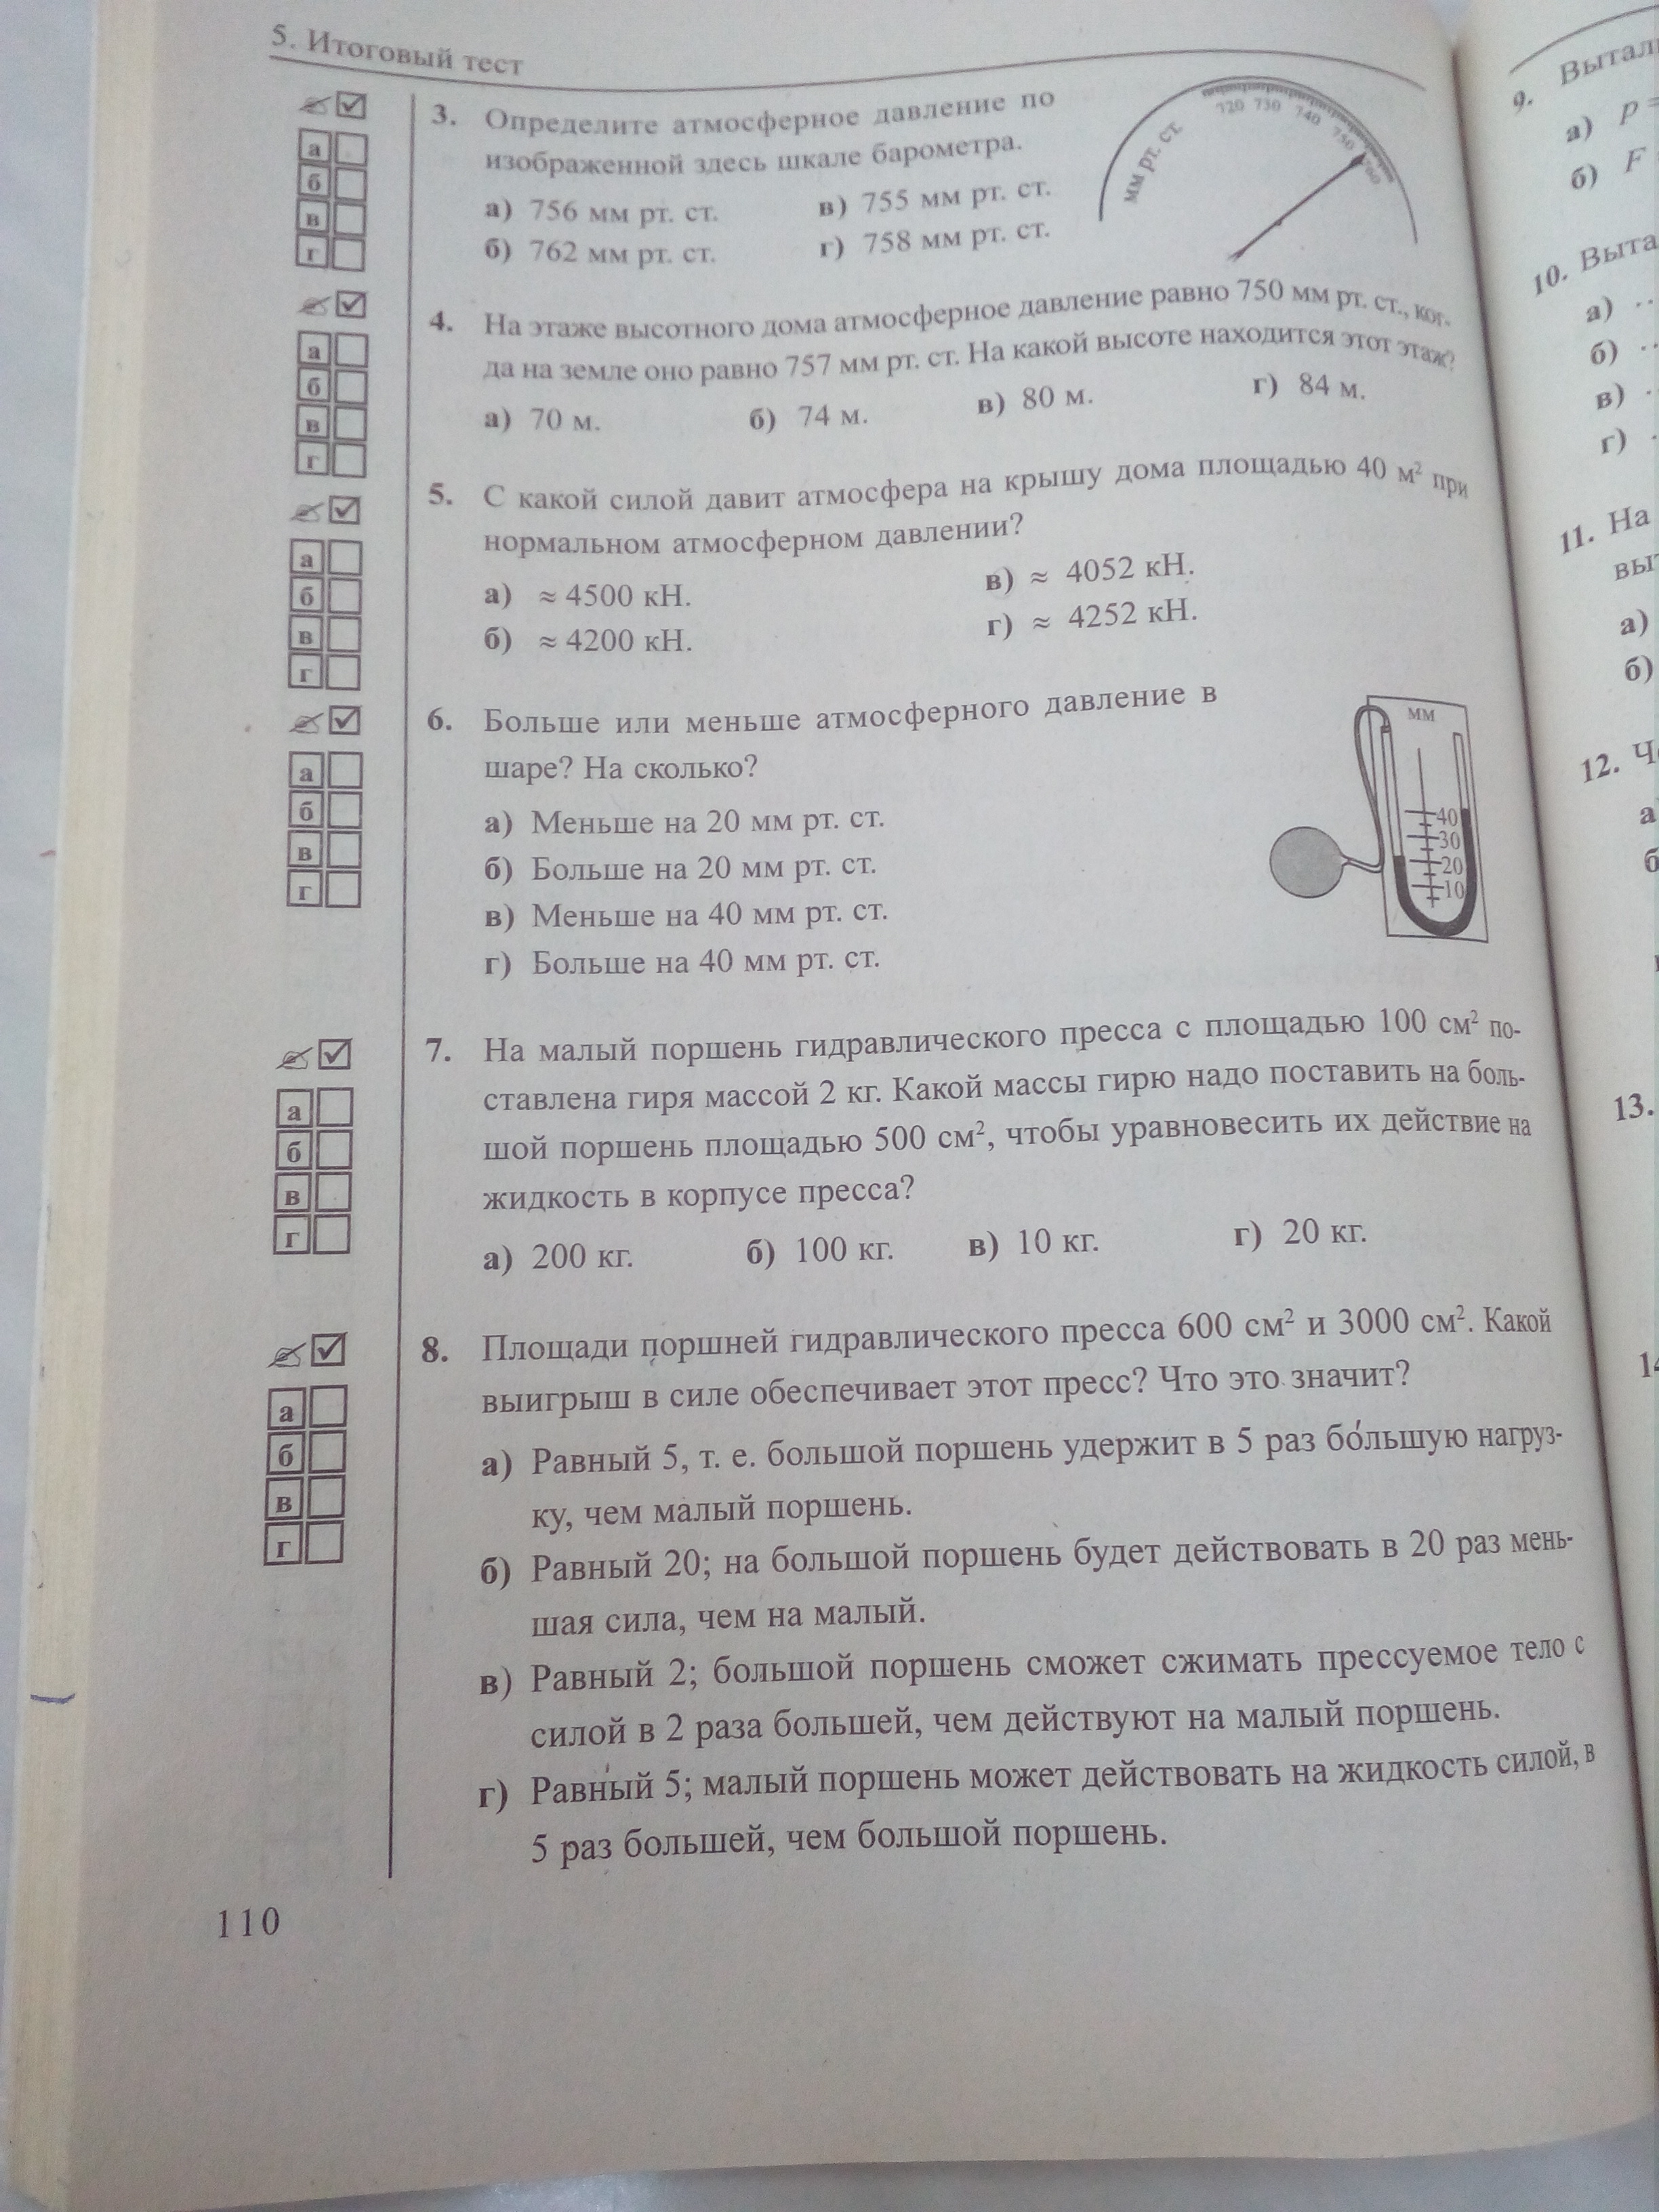 5. Итоговый тест
3. Определите атмосферное давление по
изображенной здесь шкале барометра.
а) 756 мм рт. ст.
в) 755 мм рт. ст.
б) 762 мм рт. ст.
г) 758 мм рт. ст.
мм рт. ст.
720 730 740 750 760
а
б
в
г
4. На этаже высотного дома атмосферное давление равно 750 мм рт. ст., ког-
да на земле оно равно 757 мм рт. ст. На какой высоте находится этот этаж?
а) 70 м. б) 74 м. в) 80 м. г) 84 м.
а
б
в
г
5. С какой силой давит атмосфера на крышу дома площадью 40 м² при
нормальном атмосферном давлении?
а) ≈ 4500 кН.
в) ≈ 4052 кН.
б) ≈ 4200 кН.
г) ≈ 4252 кН.
а
б
в
г
6. Больше или меньше атмосферного давление в
шаре? На сколько?
а) Меньше на 20 мм рт. ст.
б) Больше на 20 мм рт. ст.
в) Меньше на 40 мм рт. ст.
г) Больше на 40 мм рт. ст.
мм
40
30
20
10
а
б
в
г
7. На малый поршень гидравлического пресса с площадью 100 см² по-
ставлена гиря массой 2 кг. Какой массы гирю надо поставить на боль-
шой поршень площадью 500 см², чтобы уравновесить их действие на
жидкость в корпусе пресса?
а) 200 кг. б) 100 кг. в) 10 кг. г) 20 кг.
а
б
в
г
8. Площади поршней гидравлического пресса 600 см² и 3000 см². Какой
выигрыш в силе обеспечивает этот пресс? Что это значит?
а) Равный 5, т. е. большой поршень удержит в 5 раз бо́льшую нагруз-
ку, чем малый поршень.
б) Равный 20; на большой поршень будет действовать в 20 раз мень-
шая сила, чем на малый.
в) Равный 2; большой поршень сможет сжимать прессуемое тело с
силой в 2 раза большей, чем действуют на малый поршень.
г) Равный 5; малый поршень может действовать на жидкость силой, в
5 раз большей, чем большой поршень.
а
б
в
г
110
9.
а) p =
б) F
10.
а)
б)
в)
г)
11. На
а)
б)
12.
13.